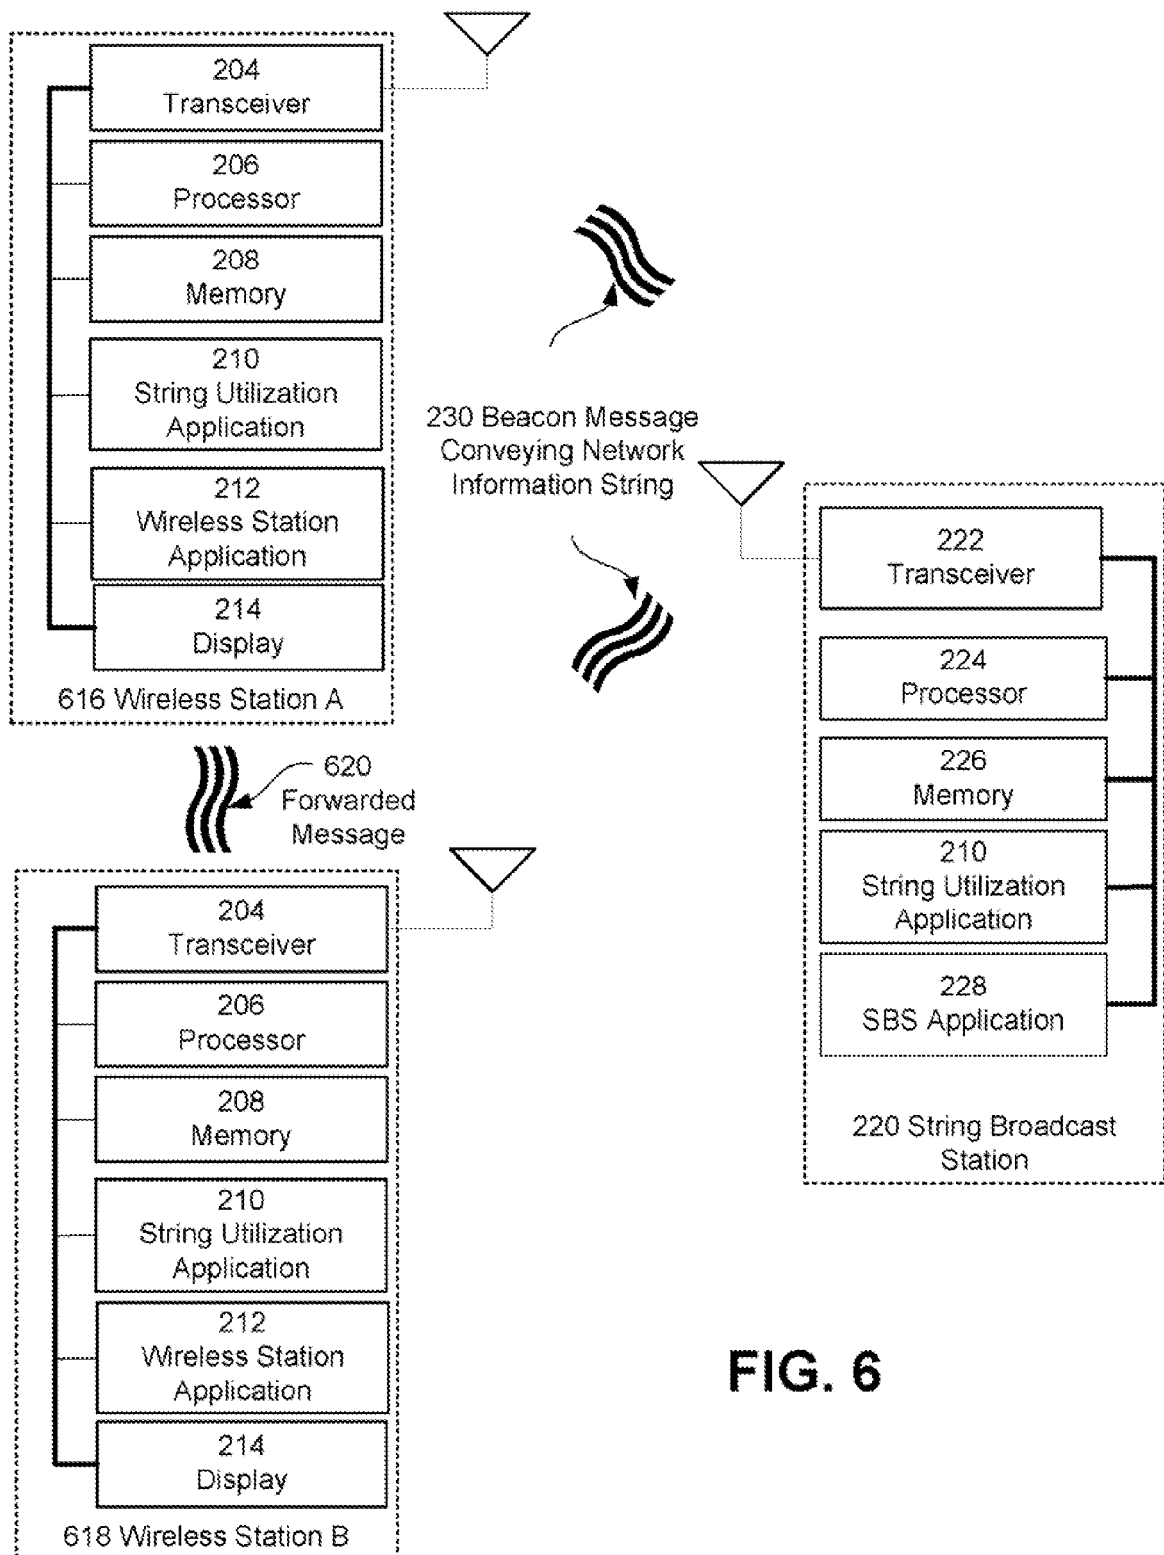 204
Transceiver
206
Processor
208
Memory
210
String Utilization
Application
212
Wireless Station
Application
214
Display
616 Wireless Station A
230 Beacon Message
Conveying Network
Information String
222
Transceiver
224
Processor
226
Memory
210
String Utilization
Application
228
SBS Application
220 String Broadcast
Station
620
Forwarded
Message
204
Transceiver
206
Processor
208
Memory
210
String Utilization
Application
212
Wireless Station
Application
214
Display
618 Wireless Station B
FIG. 6